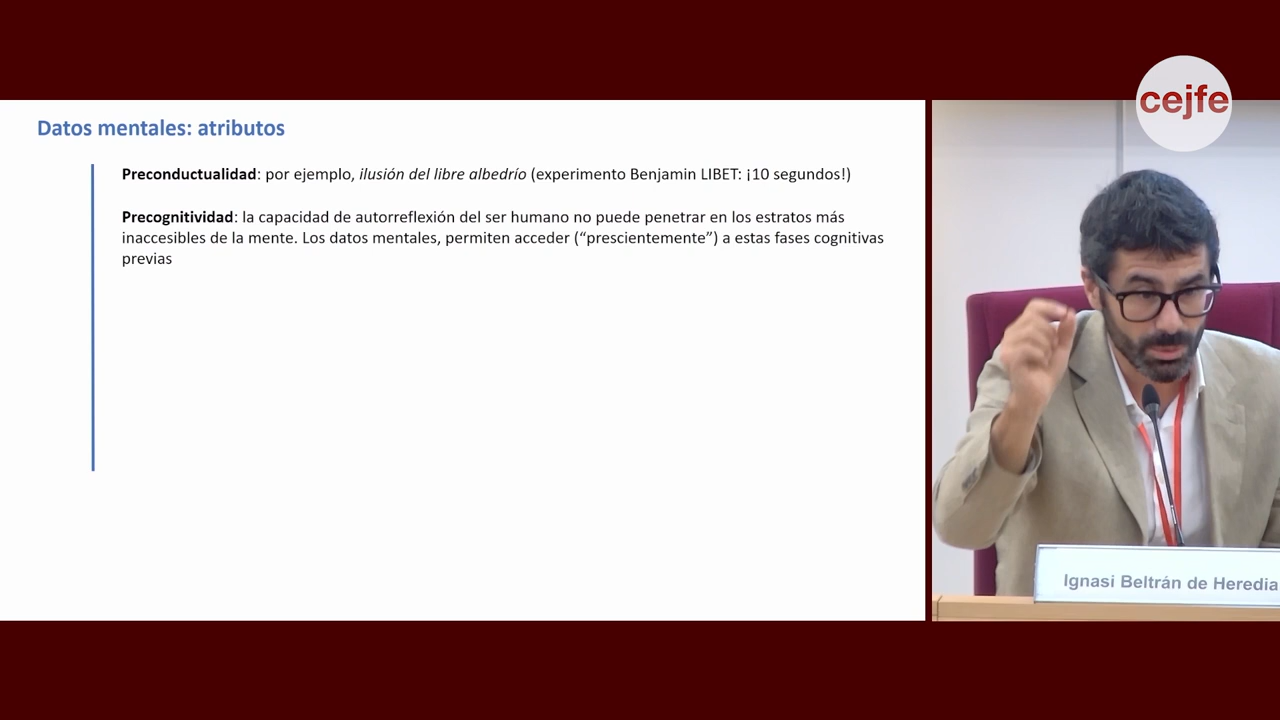 cejfe
Datos mentales: atributos
Preconductualidad: por ejemplo, ilusión del libre albedrío (experimento Benjamin LIBET: ¡10 segundos!)
Precognitividad: la capacidad de autorreflexión del ser humano no puede penetrar en los estratos más
inaccesibles de la mente. Los datos mentales, permiten acceder (“prescientemente”) a estas fases cognitivas
previas
Ignasi Beltrán de Heredia